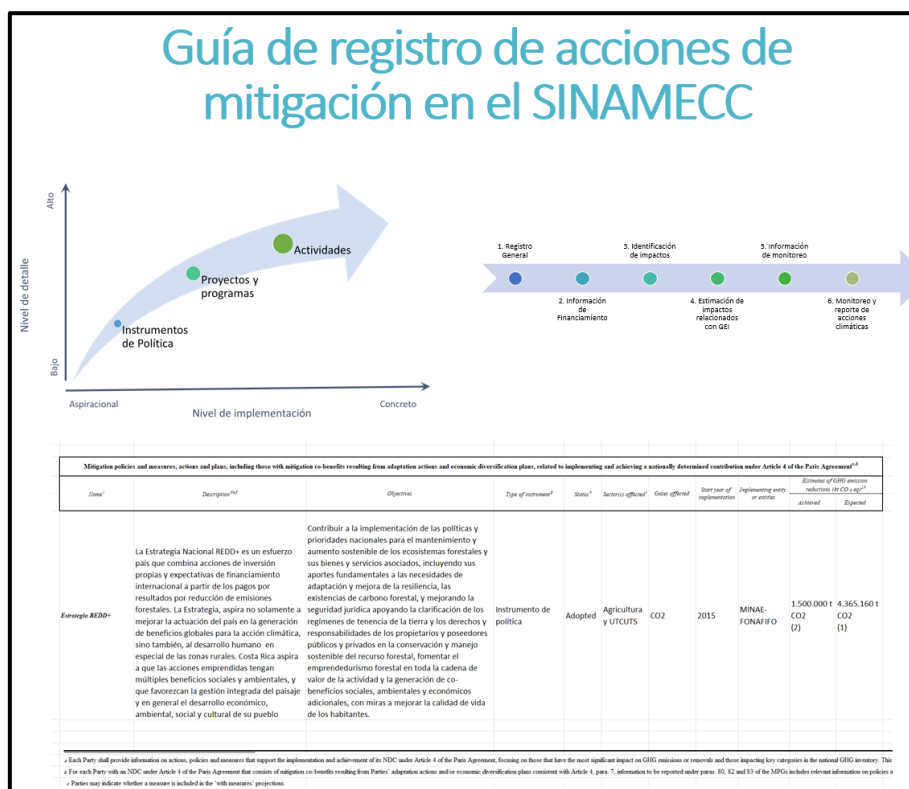 Guía de registro de acciones de
mitigación en el SINAMECC
Alto
Nivel de detalle
Bajo
Actividades
Proyectos y
programas
Instrumentos
de Política
Aspiracional
Nivel de implementación
Concreto
1. Registro
General
3. Identificación
de impactos
5. Información
de monitoreo
2. Información
de
Financiamiento
4. Estimación de
impactos
relacionados
con GEI
6. Monitoreo y
reporte de
acciones
climáticas
Mitigation policies and measures, actions and plans, including those with mitigation co-benefits resulting from adaptation actions and economic diversification plans, related to implementing and achieving a nationally determined contribution under Article 4 of the Paris Agreement a,b
Name c
Description d,e,f
Objectives
Type of instrument g
Status h
Sector(s) affected i
Gases affected
Start year of
implementation
Implementing entity
or entities
Estimates of GHG emission
reductions (kt CO 2 eq) j,k
Achieved
Expected
Estrategia REDD+
La Estrategia Nacional REDD+ es un esfuerzo
país que combina acciones de inversión
propias y expectativas de financiamiento
internacional a partir de los pagos por
resultados por reducción de emisiones
forestales. La Estrategia, aspira no solamente a
mejorar la actuación del país en la generación
de beneficios globales para la acción climática,
sino también, al desarrollo humano en
especial de las zonas rurales. Costa Rica aspira
a que las acciones emprendidas tengan
múltiples beneficios sociales y ambientales, y
que favorezcan la gestión integrada del paisaje
y en general el desarrollo económico,
ambiental, social y cultural de su pueblo
Contribuir a la implementación de las políticas y
prioridades nacionales para el mantenimiento y
aumento sostenible de los ecosistemas forestales y
sus bienes y servicios asociados, incluyendo sus
aportes fundamentales a las necesidades de
adaptación y mejora de la resiliencia, las
existencias de carbono forestal, y mejorando la
seguridad jurídica apoyando la clarificación de los
regímenes de tenencia de la tierra y los derechos y
responsabilidades de los propietarios y poseedores
públicos y privados en la conservación y manejo
sostenible del recurso forestal, fomentar el
emprendedurismo forestal en toda la cadena de
valor de la actividad y la generación de co-
beneficios sociales, ambientales y económicos
adicionales, con miras a mejorar la calidad de vida
de los habitantes.
Instrumento de
política
Adopted
Agricultura
y UTCUTS
CO2
2015
MINAE-
FONAFIFO
1.500.000 t
CO2
(2)
4.365.160 t
CO2
(1)
a Each Party shall provide information on actions, policies and measures that support the implementation and achievement of its NDC under Article 4 of the Paris Agreement, focusing on those that have the most significant impact on GHG emissions or removals and those impacting key categories in the national GHG inventory. This
b For each Party with an NDC under Article 4 of the Paris Agreement that consists of mitigation co-benefits resulting from Parties' adaptation actions and/or economic diversification plans consistent with Article 4, para. 7, information to be reported under paras. 80, 82 and 83 of the MPGs includes relevant information on policies a
c Parties may indicate whether a measure is included in the 'with measures' projections.